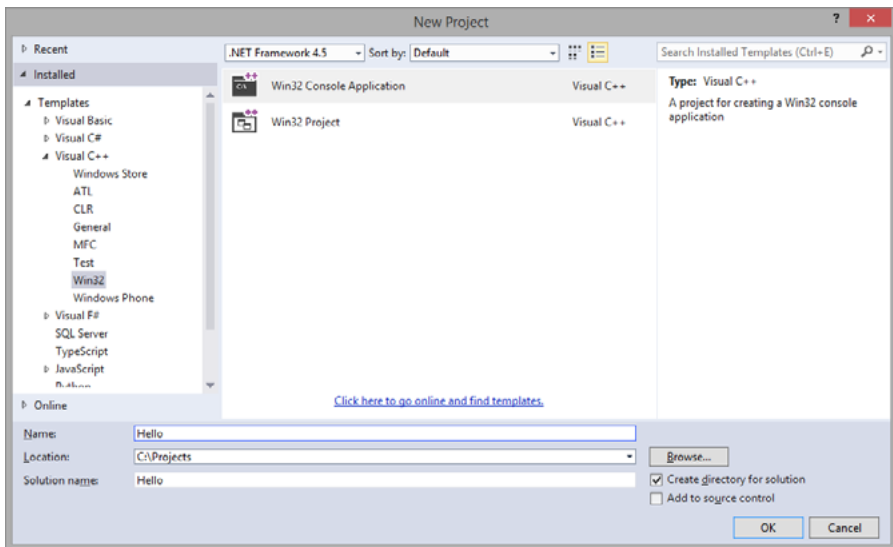 New Project
? ×
Recent
Installed
Templates
Visual Basic
Visual C#
Visual C++
Windows Store
ATL
CLR
General
MFC
Test
Win32
Windows Phone
Visual F#
SQL Server
TypeScript
JavaScript
Python
Online
.NET Framework 4.5 Sort by: Default
Win32 Console Application Visual C++
Win32 Project Visual C++
Click here to go online and find templates.
Search Installed Templates (Ctrl+E)
Type: Visual C++
A project for creating a Win32 console
application
Name: Hello
Location: C:\Projects Browse...
Solution name: Hello
Create directory for solution
Add to source control
OK Cancel